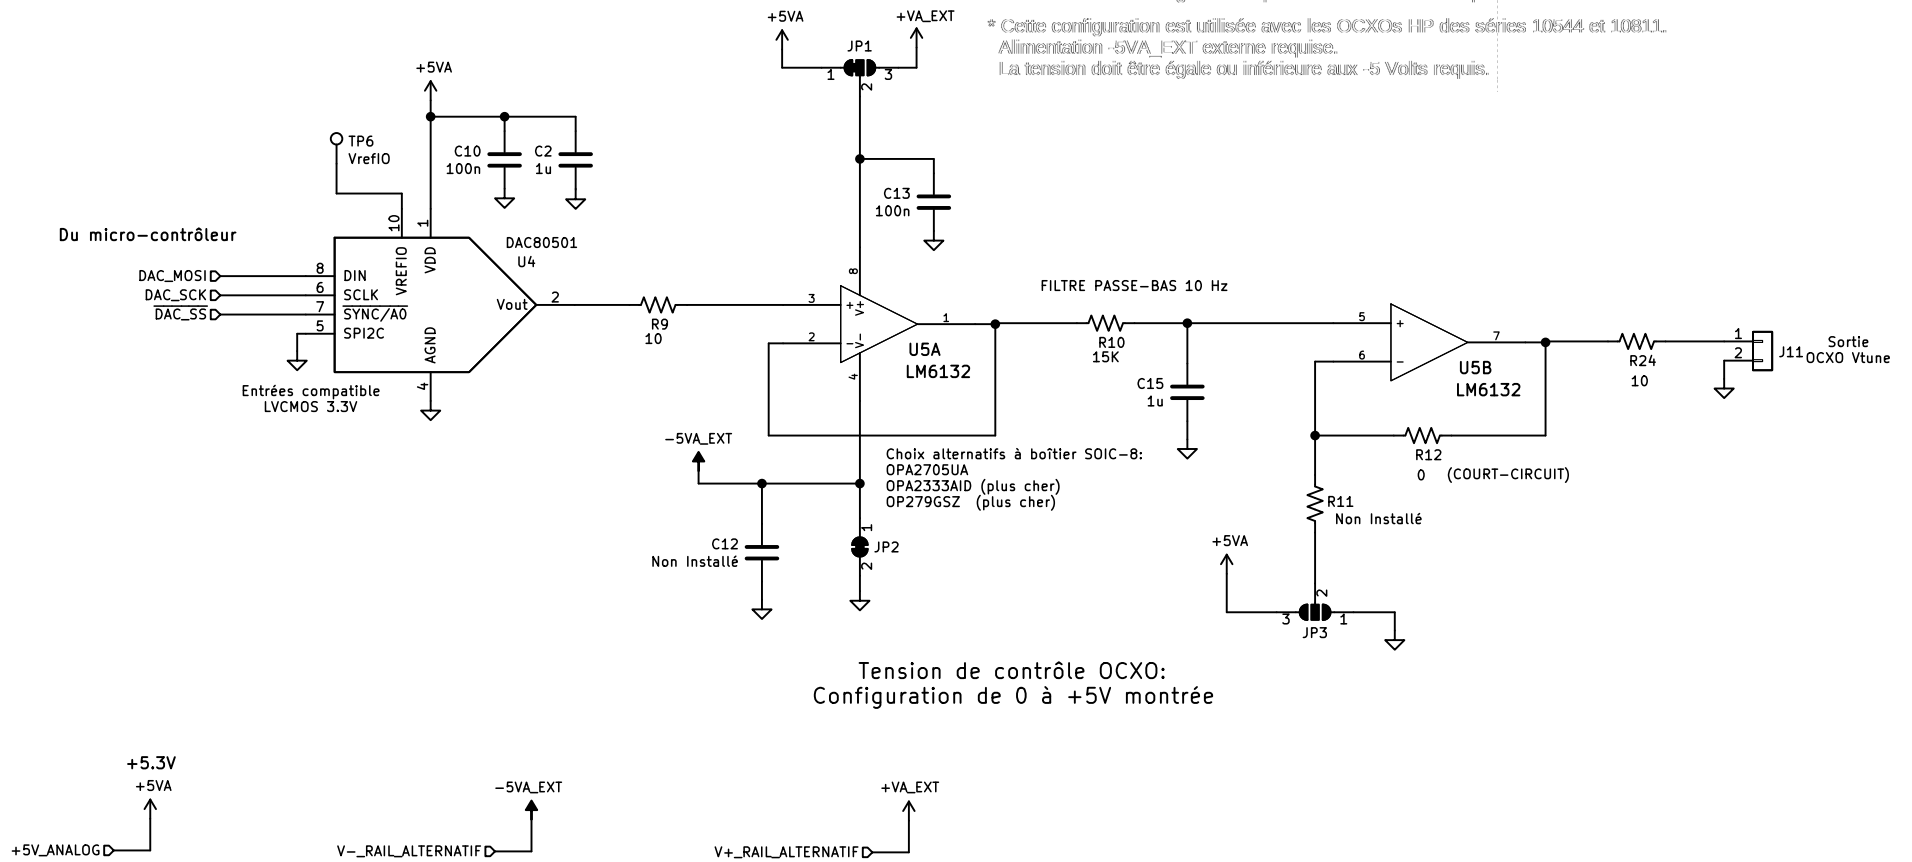 * Cette configuration est utilisée avec les OCXOs HP des séries 10544 et 10811.
Alimentation -5VA_EXT externe requise.
La tension doit être égale ou inférieure aux -5 Volts requis.
+5VA
+VA_EXT
JP1
1
3
2
+5VA
TP6
VrefIO
C10
100n
C2
1u
C13
100n
10
1
Du micro-contrôleur
DAC80501
U4
DAC_MOSI
8
DIN
VREFIO
VDD
DAC_SCK
6
SCLK
DAC_SS
7
SYNC/A0
5
SPI2C
AGND
4
Vout
2
R9
10
3
2
8
V+
V-
4
+
-
1
U5A
LM6132
FILTRE PASSE-BAS 10 Hz
R10
15K
C15
1u
5
6
+
-
7
U5B
LM6132
R24
10
1
2
J11
Sortie
OCXO Vtune
Entrées compatible
LVCMOS 3.3V
-5VA_EXT
Choix alternatifs à boîtier SOIC-8:
OPA2705UA
OPA2333AID (plus cher)
OP279GSZ (plus cher)
R12
0 (COURT-CIRCUIT)
R11
Non Installé
C12
Non Installé
1
JP2
2
+5VA
2
3
1
JP3
Tension de contrôle OCXO:
Configuration de 0 à +5V montrée
+5.3V
+5VA
+5V_ANALOG
-5VA_EXT
V-_RAIL_ALTERNATIF
+VA_EXT
V+_RAIL_ALTERNATIF